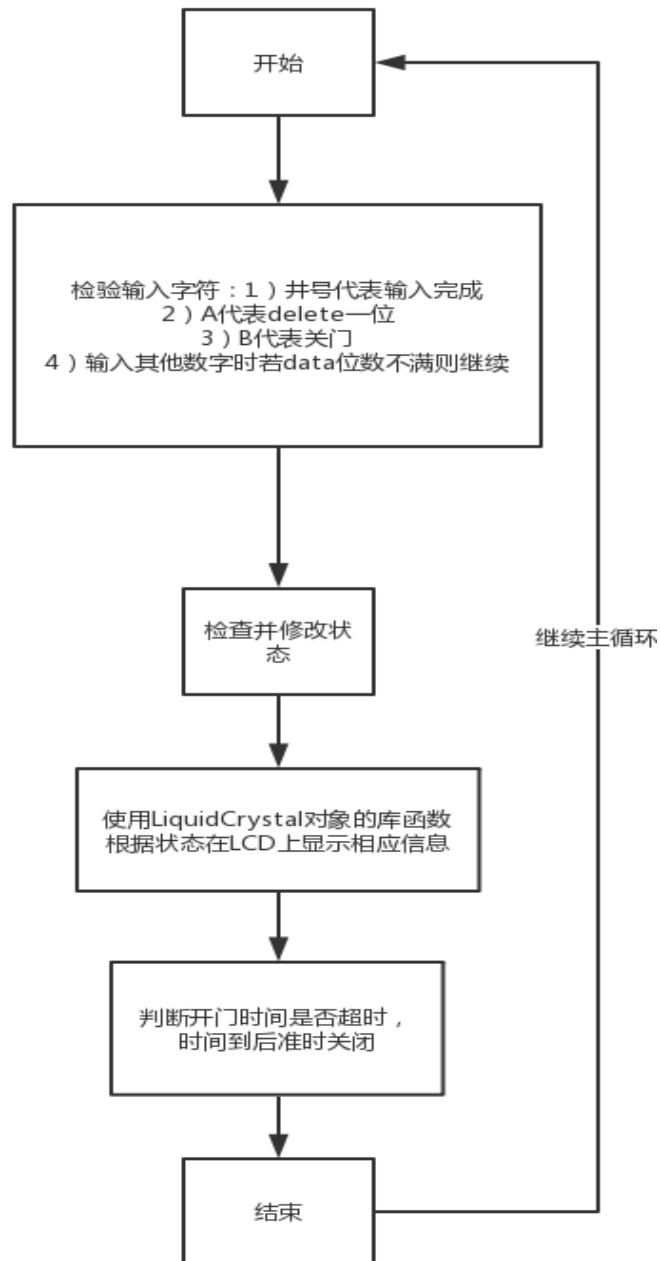 开始
检验输入字符：1）井号代表输入完成
2）A代表delete一位
3）B代表关门
4）输入其他数字时若data位数不满则继续
检查并修改状
态
继续主循环
使用LiquidCrystal对象的库函数
根据状态在LCD上显示相应信息
判断开门时间是否超时，
时间到后准时关闭
结束